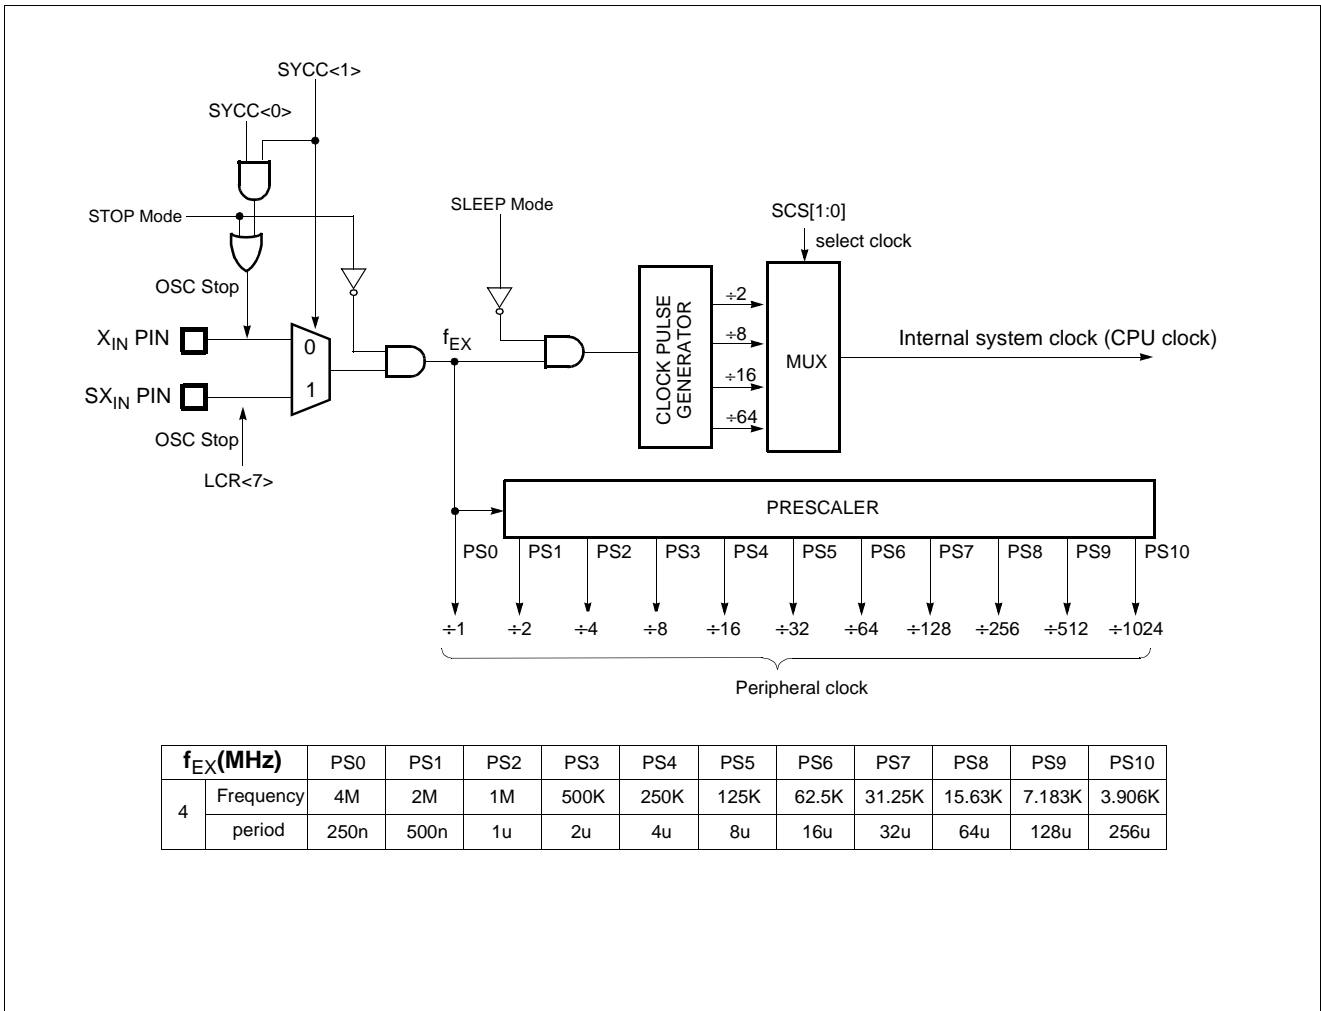 SYCC<1>
SYCC<0>
STOP Mode
SLEEP Mode
SCS[1:0]
select clock
OSC Stop
XIN PIN
SXIN PIN
0
1
OSC Stop
LCR<7>
fEX
CLOCK PULSE
GENERATOR
÷2
÷8
÷16
÷64
MUX
Internal system clock (CPU clock)
PRESCALER
PS0 PS1 PS2 PS3 PS4 PS5 PS6 PS7 PS8 PS9 PS10
÷1 ÷2 ÷4 ÷8 ÷16 ÷32 ÷64 ÷128 ÷256 ÷512 ÷1024
Peripheral clock
fEX(MHz) PS0 PS1 PS2 PS3 PS4 PS5 PS6 PS7 PS8 PS9 PS10
4 Frequency 4M 2M 1M 500K 250K 125K 62.5K 31.25K 15.63K 7.183K 3.906K
period 250n 500n 1u 2u 4u 8u 16u 32u 64u 128u 256u